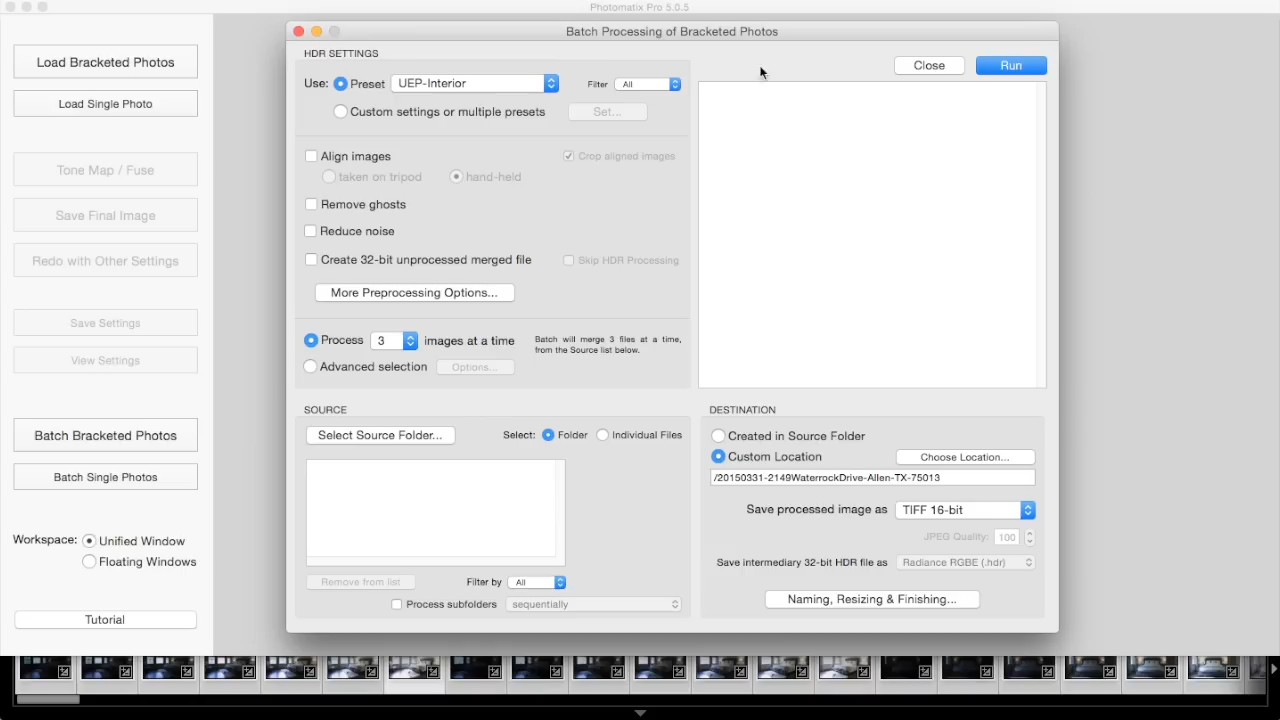 Photomatix Pro 5.0.5
Load Bracketed Photos
Load Single Photo
Tone Map / Fuse
Save Final Image
Redo with Other Settings
Save Settings
View Settings
Batch Bracketed Photos
Batch Single Photos
Workspace: Unified Window
Floating Windows
Tutorial
Batch Processing of Bracketed Photos
HDR SETTINGS
Use: Preset UEP-Interior Filter All
Custom settings or multiple presets Set...
Align images Crop aligned images
taken on tripod hand-held
Remove ghosts
Reduce noise
Create 32-bit unprocessed merged file Skip HDR Processing
More Preprocessing Options...
Process 3 images at a time
Batch will merge 3 files at a time,
from the Source list below.
Advanced selection Options...
Close Run
SOURCE
Select Source Folder... Select: Folder Individual Files
Remove from list Filter by All
Process subfolders sequentially
DESTINATION
Created in Source Folder
Custom Location Choose Location...
/20150331-2149WaterrockDrive-Allen-TX-75013
Save processed image as TIFF 16-bit
JPEG Quality: 100
Save intermediary 32-bit HDR file as Radiance RGBE (.hdr)
Naming, Resizing & Finishing...